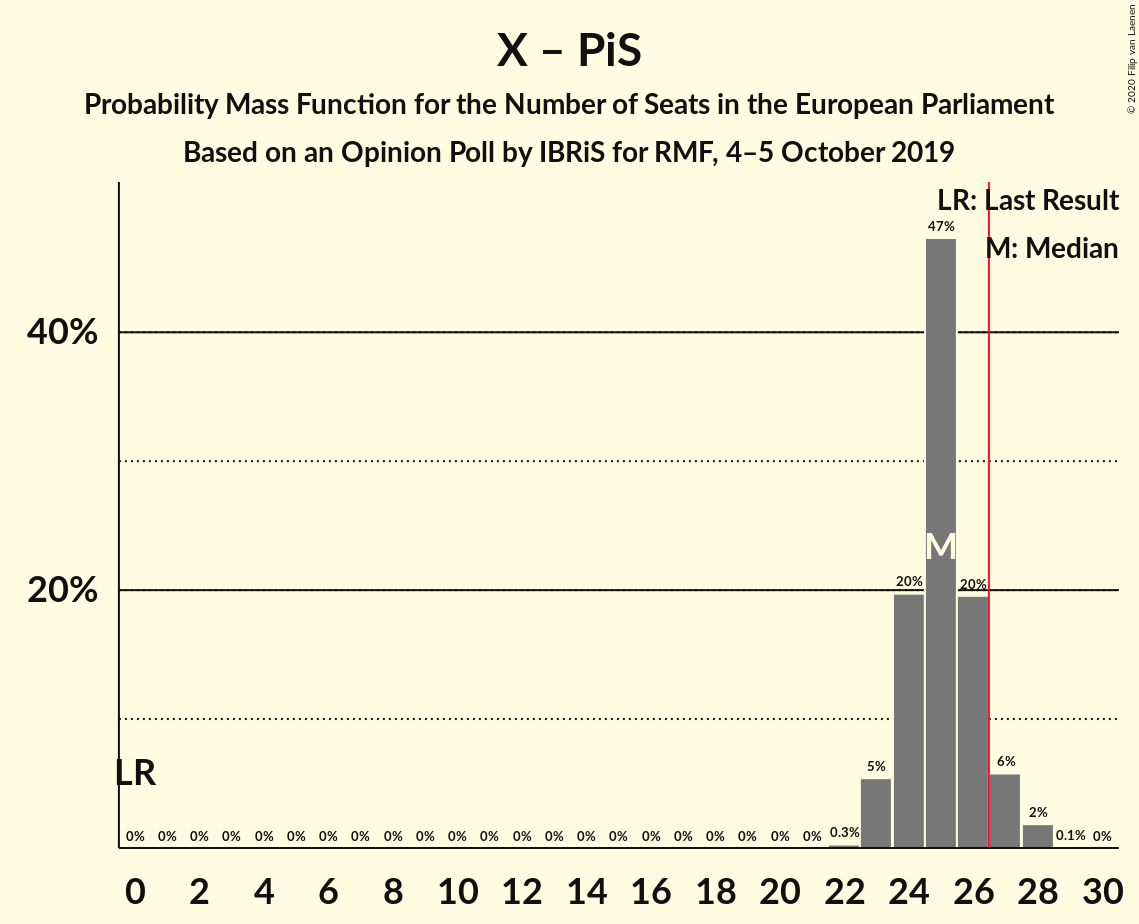 X – PiS
Probability Mass Function for the Number of Seats in the European Parliament
Based on an Opinion Poll by IBRiS for RMF, 4–5 October 2019
© 2020 Filip van Laenen
LR: Last Result
M: Median
47%
40%
M
20%
20% 20%
LR
5% 6%
2%
0% 0% 0% 0% 0% 0% 0% 0% 0% 0% 0% 0% 0% 0% 0% 0% 0% 0% 0% 0% 0% 0% 0.3% 0.1% 0%
0 2 4 6 8 10 12 14 16 18 20 22 24 26 28 30